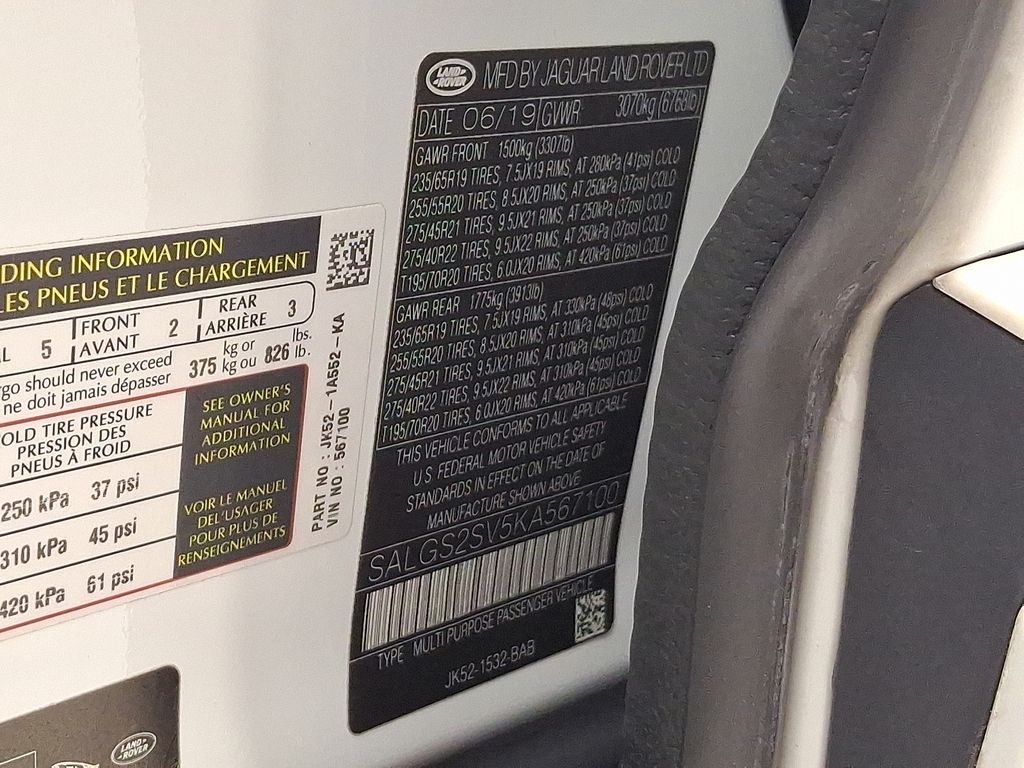 LAND ROVER MFD BY JAGUAR LAND ROVER LTD
DATE 06/19 GVWR 3070kg (6768lb)
GAWR FRONT 1500kg (3307lb)
235/65R19 TIRES, 7.5JX19 RIMS, AT 280kPa (41psi) COLD
255/55R20 TIRES, 8.5JX20 RIMS, AT 250kPa (37psi) COLD
275/45R21 TIRES, 9.5JX21 RIMS, AT 250kPa (37psi) COLD
275/40R22 TIRES, 9.5JX22 RIMS, AT 250kPa (37psi) COLD
T195/70R20 TIRES, 6.0JX20 RIMS, AT 420kPa (61psi) COLD
GAWR REAR 1775kg (3913lb)
235/65R19 TIRES, 7.5JX19 RIMS, AT 330kPa (48psi) COLD
255/55R20 TIRES, 8.5JX20 RIMS, AT 310kPa (45psi) COLD
275/45R21 TIRES, 9.5JX21 RIMS, AT 310kPa (45psi) COLD
275/40R22 TIRES, 9.5JX22 RIMS, AT 310kPa (45psi) COLD
T195/70R20 TIRES, 6.0JX20 RIMS, AT 420kPa (61psi) COLD
THIS VEHICLE CONFORMS TO ALL APPLICABLE
U.S FEDERAL MOTOR VEHICLE SAFETY
STANDARDS IN EFFECT ON THE DATE OF
MANUFACTURE SHOWN ABOVE
SALGS2SV5KA567100
TYPE MULTI PURPOSE PASSENGER VEHICLE
JK52-1532-BAB
DING INFORMATION
LES PNEUS ET LE CHARGEMENT
L 5 FRONT AVANT 2 REAR ARRIÈRE 3
rgo should never exceed 375 kg or 826 lbs.
ne doit jamais dépasser kg ou lb.
OLD TIRE PRESSURE
PRESSION DES
PNEUS À FROID
250 kPa 37 psi
310 kPa 45 psi
420 kPa 61 psi
SEE OWNER'S
MANUAL FOR
ADDITIONAL
INFORMATION
VOIR LE MANUEL
DEL'USAGER
POUR PLUS DE
RENSEIGNEMENTS
PART NO : JK52-1A552-KA
VIN NO : 567100
LAND ROVER